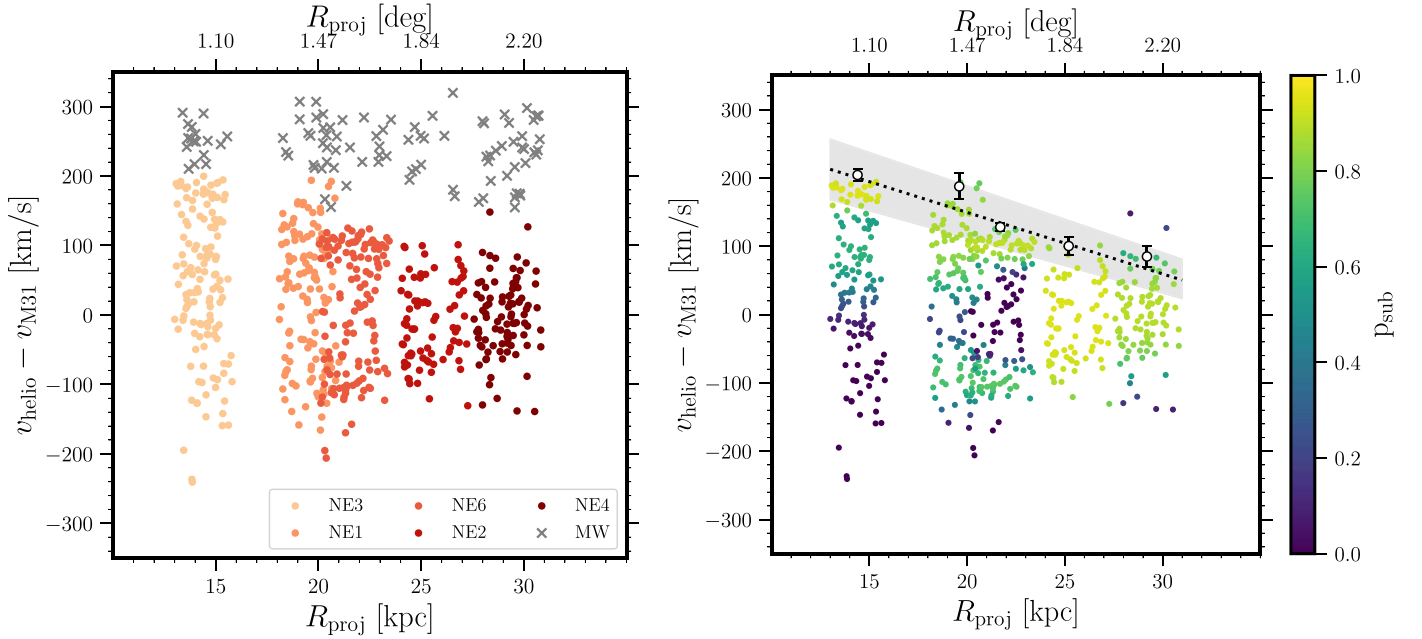 R_proj [deg]
1.10 1.47 1.84 2.20
300
200
100
0
−100
−200
−300
v_helio − v_M31 [km/s]
NE3 NE6 NE4
NE1 NE2 MW
15 20 25 30
R_proj [kpc]
R_proj [deg]
1.10 1.47 1.84 2.20
300
200
100
0
−100
−200
−300
v_helio − v_M31 [km/s]
15 20 25 30
R_proj [kpc]
1.0
0.8
0.6
0.4
0.2
0.0
p_sub